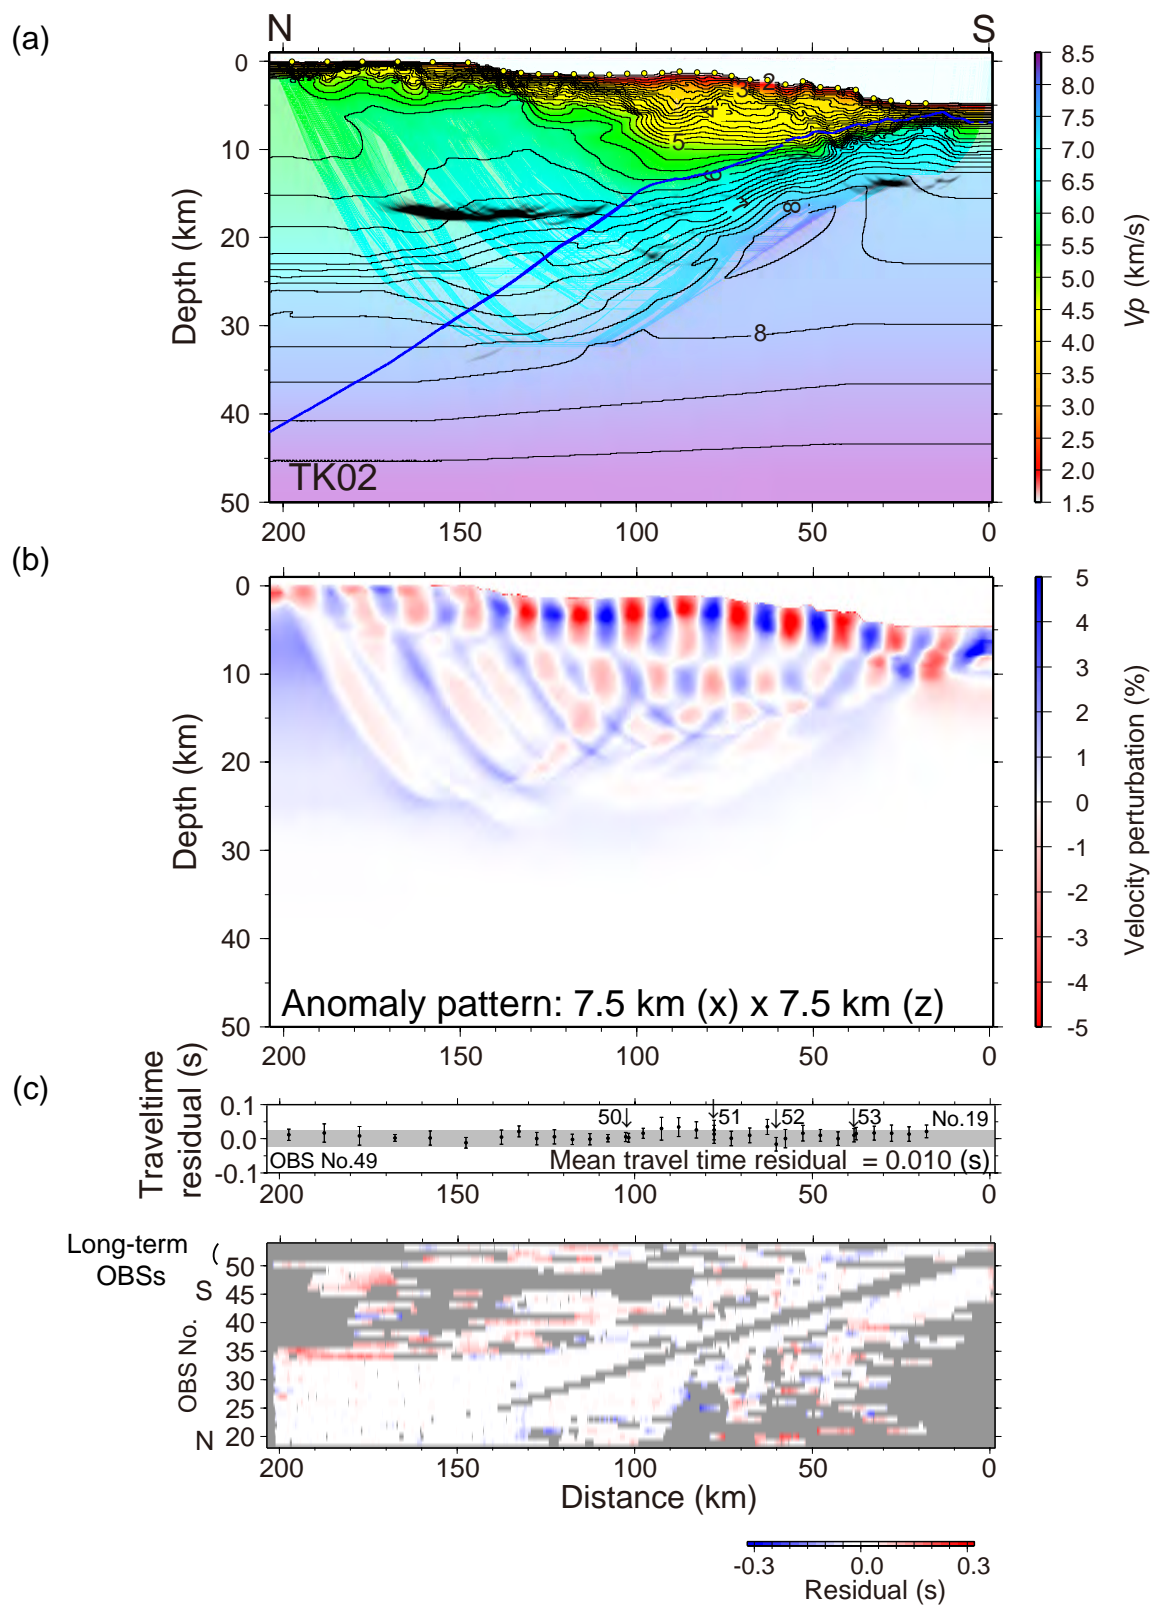 (a)
N S
0
10
20
30
40
50
Depth (km)
2
3
4
5
6
7
8
8
TK02
200 150 100 50 0
8.5
8.0
7.5
7.0
6.5
6.0
5.5
5.0
4.5
4.0
3.5
3.0
2.5
2.0
1.5
Vp (km/s)
(b)
0
10
20
30
40
50
Depth (km)
Anomaly pattern: 7.5 km (x) x 7.5 km (z)
200 150 100 50 0
5
4
3
2
1
0
-1
-2
-3
-4
-5
Velocity perturbation (%)
(c)
Traveltime
residual (s)
0.1
0.0
-0.1
50 51 52 53 No.19
OBS No.49 Mean travel time residual = 0.010 (s)
200 150 100 50 0
Long-term
OBSs
(
S
OBS No.
N
50
45
40
35
30
25
20
200 150 100 50 0
Distance (km)
-0.3 0.0 0.3
Residual (s)